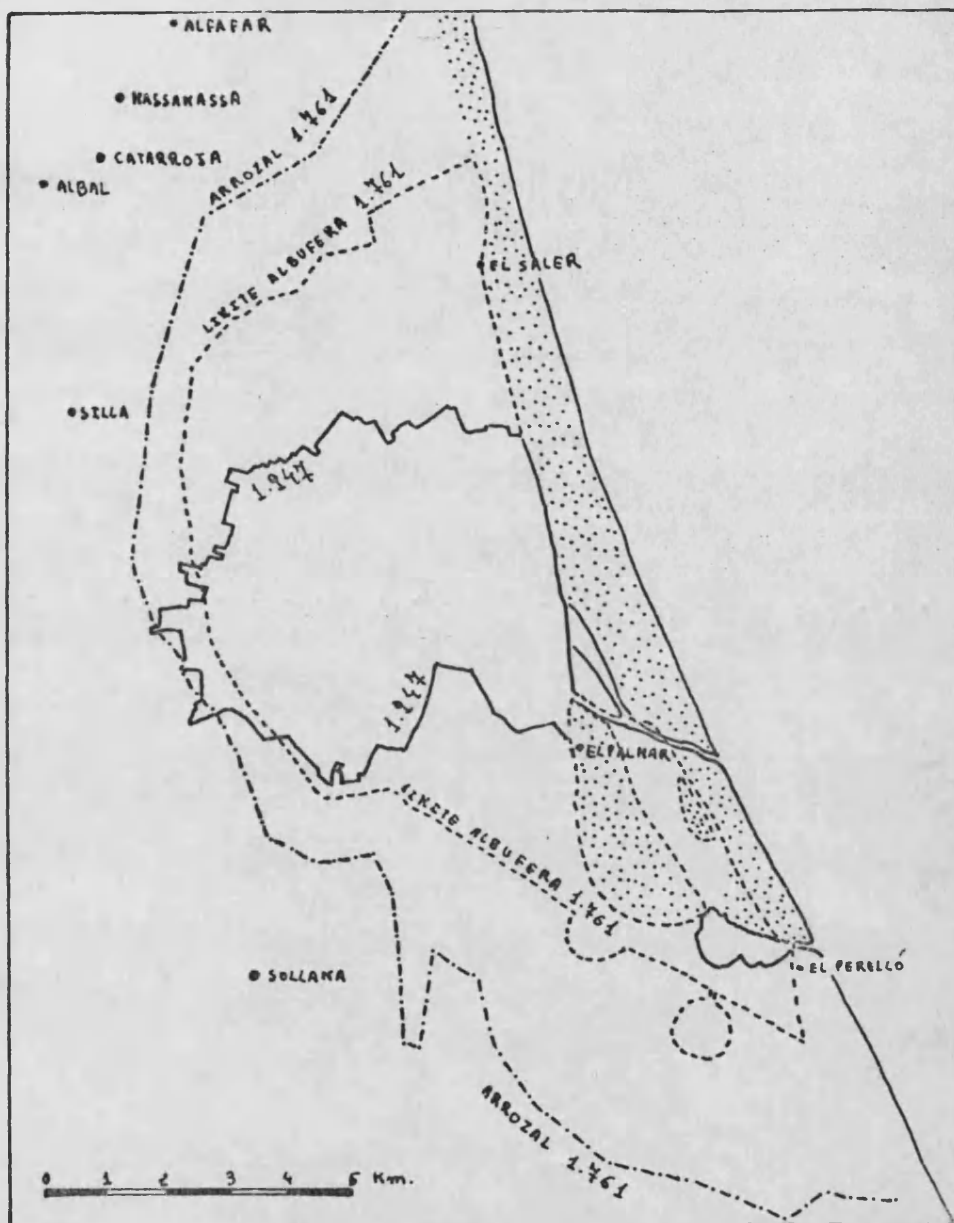 ALFAFAR
MASSAMASSA
CATARROJA
ALBAL
ARROZAL 1.761
LIMITE ALBUFERA 1.761
EL SALER
SILLA
1.947
1.947
EL PALMAR
LIMITE ALBUFERA 1.761
EL PERELLÓ
SOLLANA
ARROZAL 1.761
0 1 2 3 4 5 Km.